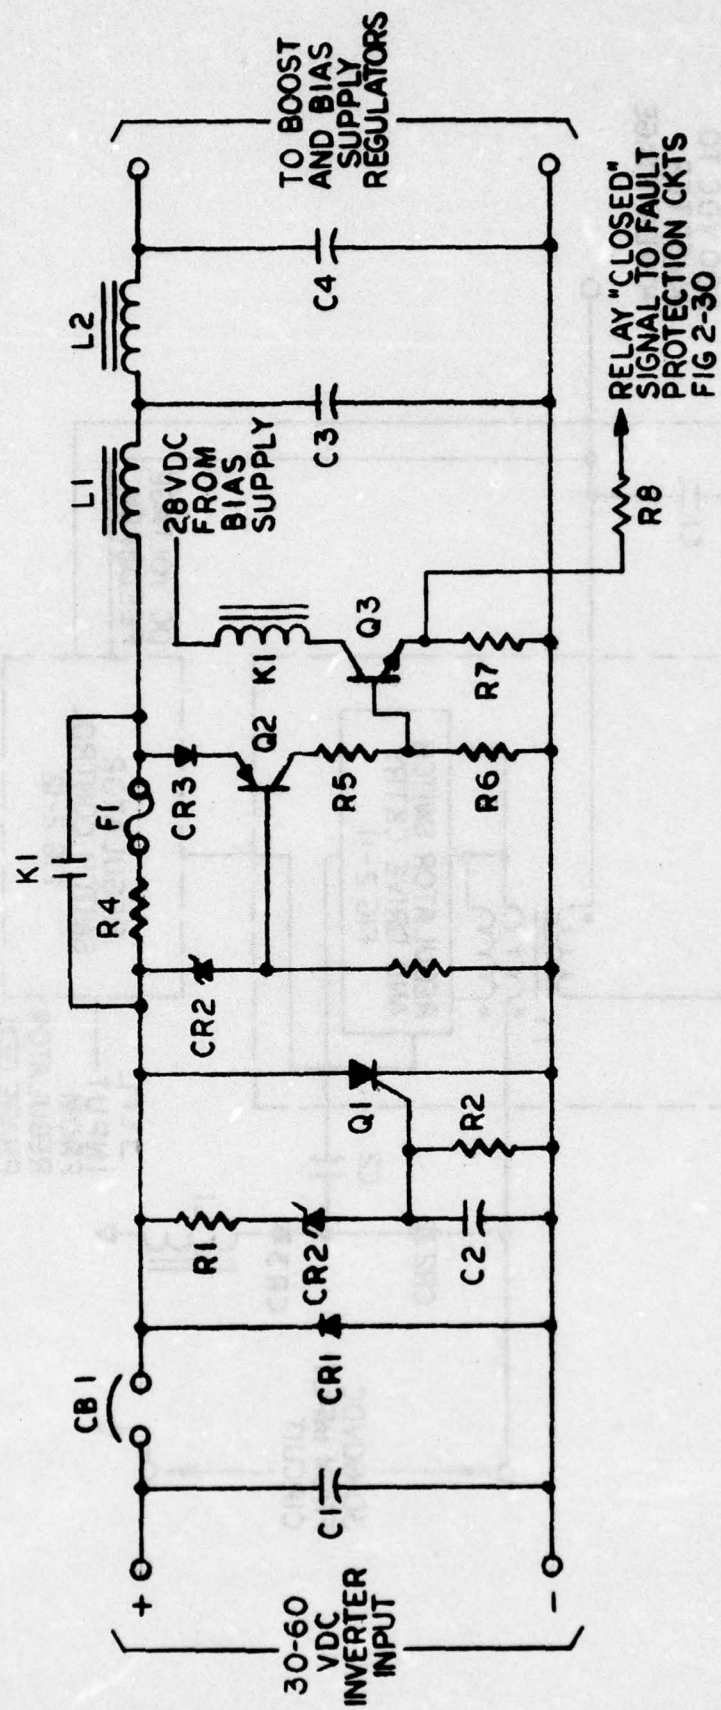 30-60
VDC
INVERTER
INPUT
+
-
C1
CB 1
CR1
R1
CR2
C2
R2
Q1
CR2
K1
R4
F1
CR3
Q2
R5
R6
K1
Q3
R7
28VDC
FROM
BIAS
SUPPLY
L1
L2
C3
C4
R8
TO BOOST
AND BIAS
SUPPLY
REGULATORS
RELAY "CLOSED"
SIGNAL TO FAULT
PROTECTION CKTS
FIG 2-30